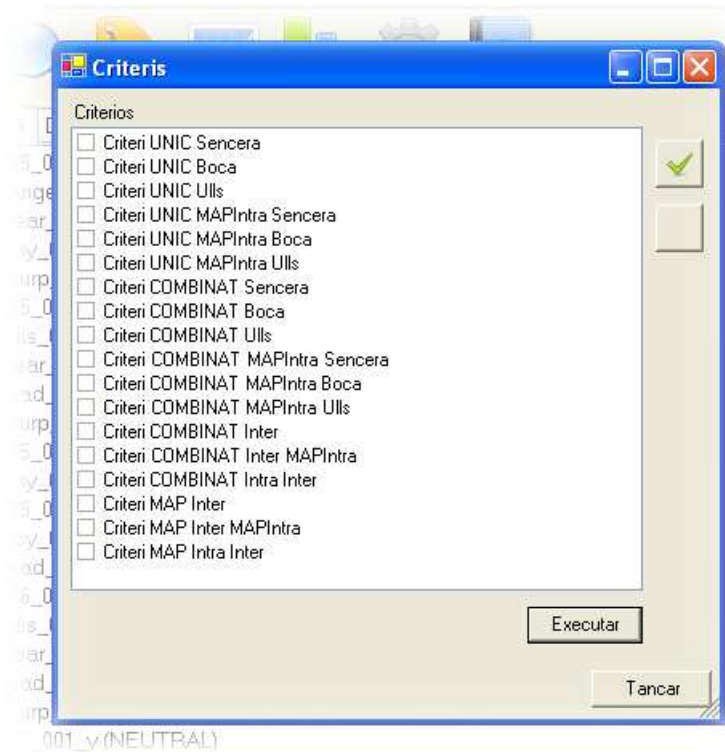 Criteris
Criterios
Criteri UNIC Sencera
Criteri UNIC Boca
Criteri UNIC Ulls
Criteri UNIC MAPIntra Sencera
Criteri UNIC MAPIntra Boca
Criteri UNIC MAPIntra Ulls
Criteri COMBINAT Sencera
Criteri COMBINAT Boca
Criteri COMBINAT Ulls
Criteri COMBINAT MAPIntra Sencera
Criteri COMBINAT MAPIntra Boca
Criteri COMBINAT MAPIntra Ulls
Criteri COMBINAT Inter
Criteri COMBINAT Inter MAPIntra
Criteri COMBINAT Intra Inter
Criteri MAP Inter
Criteri MAP Inter MAPIntra
Criteri MAP Intra Inter
Executar
Tancar
001_v (NEUTRAL)